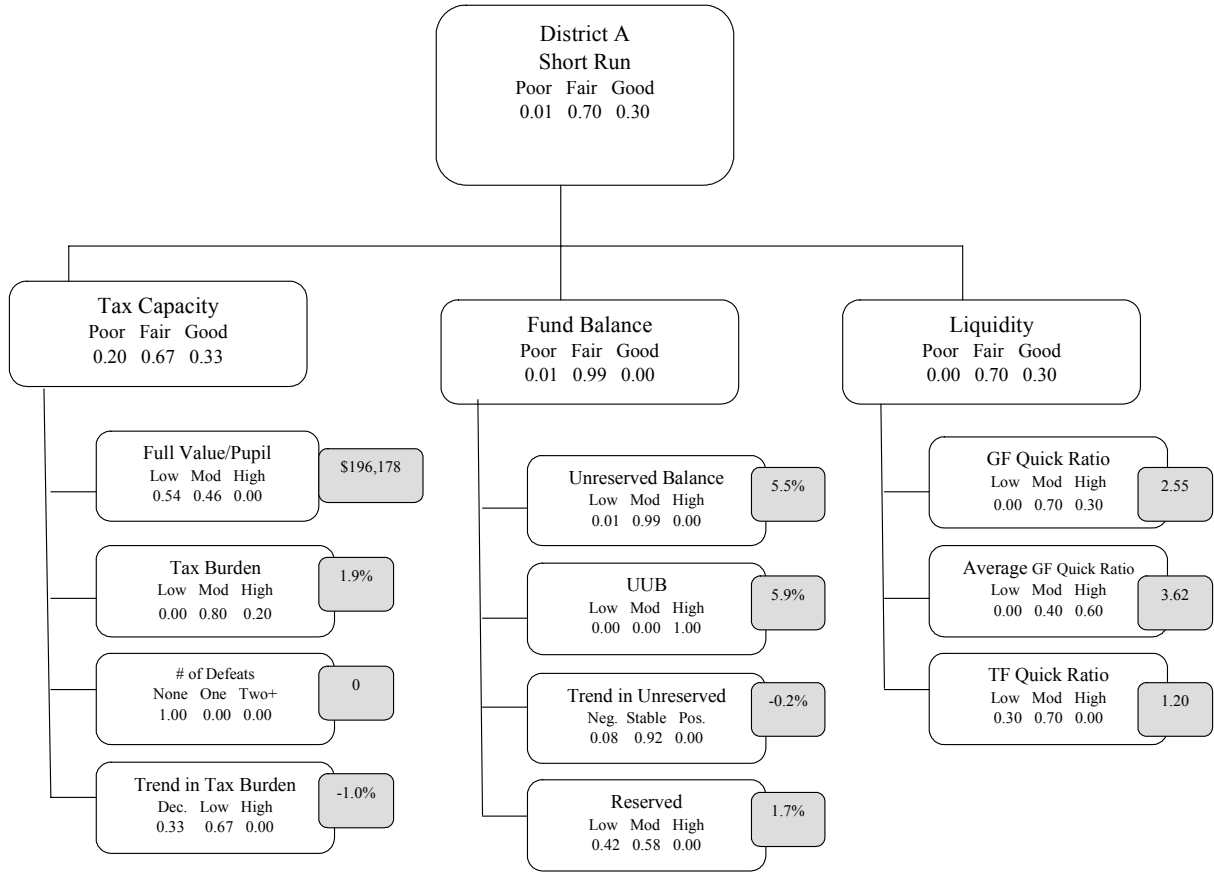 District A
Short Run
Poor Fair Good
0.01 0.70 0.30
Tax Capacity
Poor Fair Good
0.20 0.67 0.33
Full Value/Pupil
Low Mod High
0.54 0.46 0.00
$196,178
Tax Burden
Low Mod High
0.00 0.80 0.20
1.9%
# of Defeats
None One Two+
1.00 0.00 0.00
0
Trend in Tax Burden
Dec. Low High
0.33 0.67 0.00
-1.0%
Fund Balance
Poor Fair Good
0.01 0.99 0.00
Unreserved Balance
Low Mod High
0.01 0.99 0.00
5.5%
UUB
Low Mod High
0.00 0.00 1.00
5.9%
Trend in Unreserved
Neg. Stable Pos.
0.08 0.92 0.00
-0.2%
Reserved
Low Mod High
0.42 0.58 0.00
1.7%
Liquidity
Poor Fair Good
0.00 0.70 0.30
GF Quick Ratio
Low Mod High
0.00 0.70 0.30
2.55
Average GF Quick Ratio
Low Mod High
0.00 0.40 0.60
3.62
TF Quick Ratio
Low Mod High
0.30 0.70 0.00
1.20